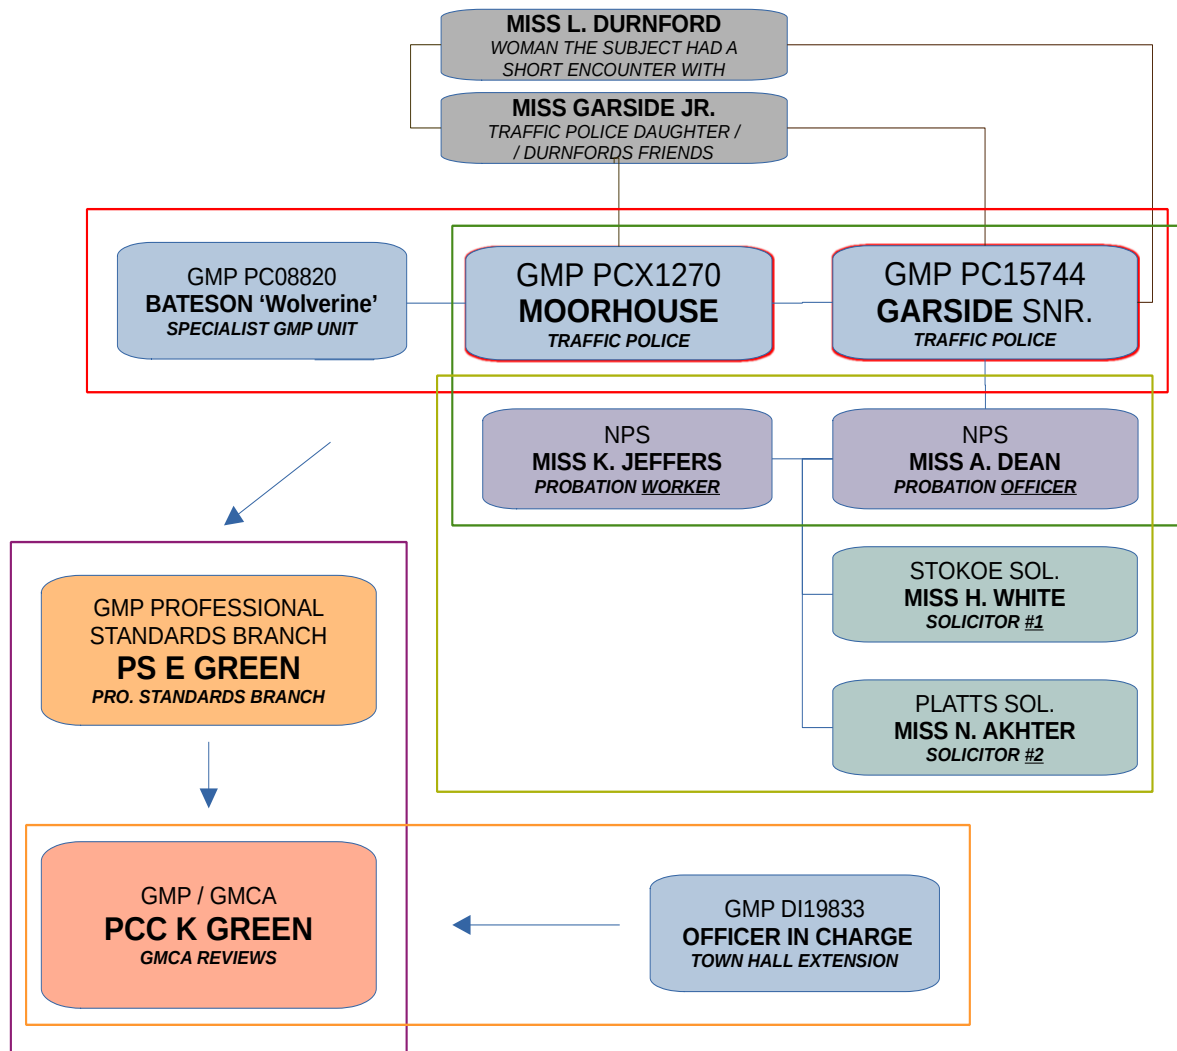 MISS L. DURNFORD
WOMAN THE SUBJECT HAD A
SHORT ENCOUNTER WITH
MISS GARSIDE JR.
TRAFFIC POLICE DAUGHTER /
/ DURNFORDS FRIENDS
GMP PC08820
BATESON ‘Wolverine’
SPECIALIST GMP UNIT
GMP PCX1270
MOORHOUSE
TRAFFIC POLICE
GMP PC15744
GARSIDE SNR.
TRAFFIC POLICE
NPS
MISS K. JEFFERS
PROBATION WORKER
NPS
MISS A. DEAN
PROBATION OFFICER
STOKOE SOL.
MISS H. WHITE
SOLICITOR #1
PLATTS SOL.
MISS N. AKHTER
SOLICITOR #2
GMP PROFESSIONAL
STANDARDS BRANCH
PS E GREEN
PRO. STANDARDS BRANCH
GMP / GMCA
PCC K GREEN
GMCA REVIEWS
GMP DI19833
OFFICER IN CHARGE
TOWN HALL EXTENSION